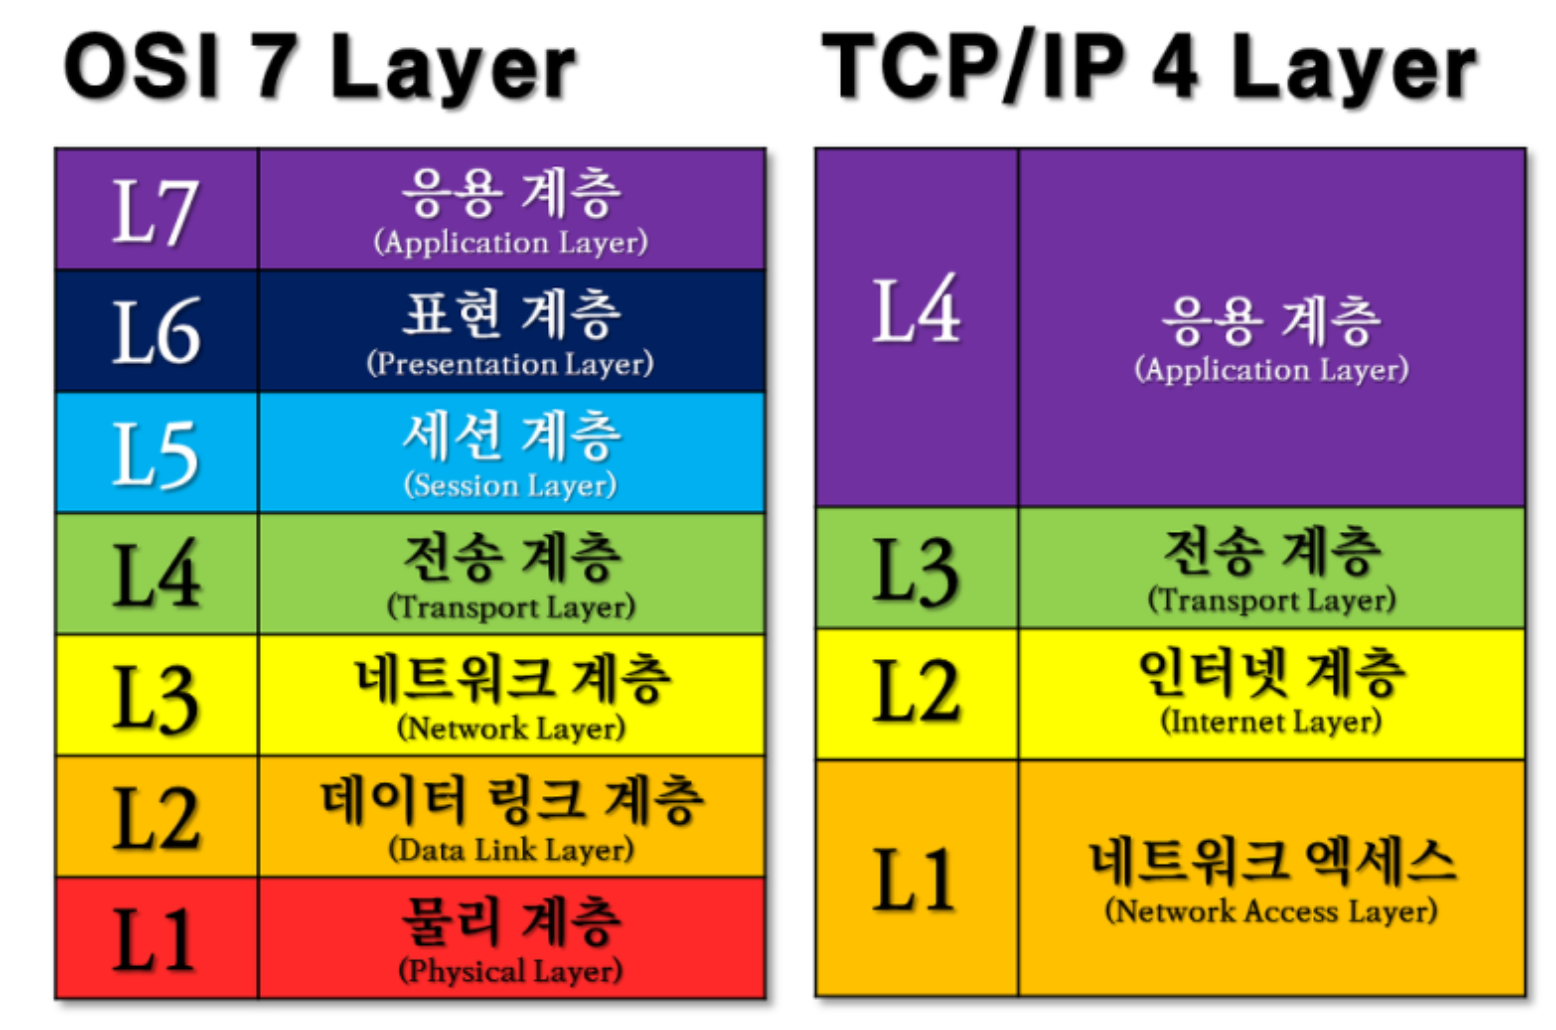 OSI 7 Layer
L7
응용 계층
(Application Layer)
L6
표현 계층
(Presentation Layer)
L5
세션 계층
(Session Layer)
L4
전송 계층
(Transport Layer)
L3
네트워크 계층
(Network Layer)
L2
데이터 링크 계층
(Data Link Layer)
L1
물리 계층
(Physical Layer)
TCP/IP 4 Layer
L4
응용 계층
(Application Layer)
L3
전송 계층
(Transport Layer)
L2
인터넷 계층
(Internet Layer)
L1
네트워크 엑세스
(Network Access Layer)